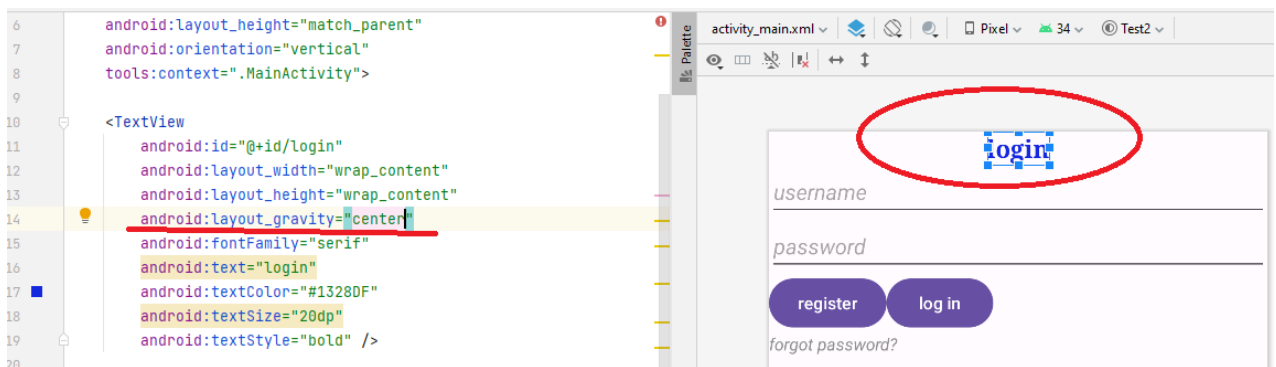 6 android:layout_height="match_parent"
7 android:orientation="vertical"
8 tools:context=".MainActivity">
9
10 <TextView
11 android:id="@+id/login"
12 android:layout_width="wrap_content"
13 android:layout_height="wrap_content"
14 android:layout_gravity="center"
15 android:fontFamily="serif"
16 android:text="login"
17 android:textColor="#1328DF"
18 android:textSize="20dp"
19 android:textStyle="bold" />
20
Palette
activity_main.xml Pixel 34 Test2
login
username
password
register log in
forgot password?